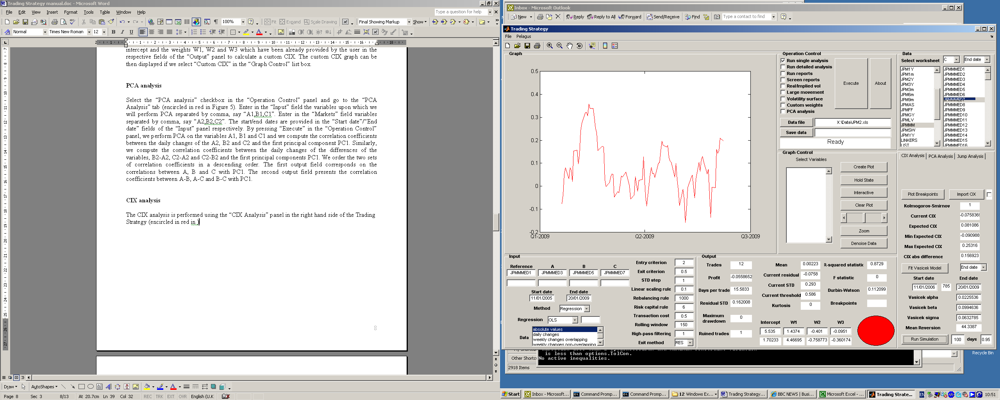 Trading Strategy manual.doc - Microsoft Word
File Edit View Insert Format Tools Table Window Help
Type a question for help
100%
Fit Expand Scale Drawing
Final Showing Markup Show
Normal Times New Roman 12 B I U
intercept and the weights W1, W2 and W3 which have been already provided by the user in the
respective fields of the “Output” panel to calculate a custom CIX. The custom CIX graph can be
then displayed if we select “Custom CIX” in the “Graph Control” list box.
PCA analysis
Select the “PCA analysis” checkbox in the “Operation Control” panel and go to the “PCA
Analysis” tab (encircled in red in Figure 5). Enter in the “Input” field the variables upon which we
will perform PCA separated by comma, say “A1,B1,C1”. Enter in the “Markets” field variables
separated by comma, say “A2,B2,C2”. The start/end dates are provided in the “Start date”/“End
date” fields of the “Input” panel respectively. By pressing “Execute” in the “Operation Control”
panel, we perform PCA on the variables A1, B1 and C1 and we compute the correlation coefficients
between the daily changes of the A2, B2 and C2 and the first principal component PC1. Similarly,
we compute the correlation coefficients between the daily changes of the differences of the
variables, B2-A2, C2-A2 and C2-B2 and the first principal components PC1. We order the two sets
of correlation coefficients in a descending order. The first output field corresponds on the
correlations between A, B and C with PC1. The second output field presents the correlation
coefficients between A-B, A-C and B-C with PC1.
CIX analysis
The CIX analysis is performed using the “CIX Analysis” panel in the right hand side of the Trading
Strategy (encircled in red in )
8
Draw AutoShapes
Page 8 Sec 3 8/13 At 20.7cm Ln 39 Col 32 REC TRK EXT OVR English (U.K
Inbox - Microsoft Outlook
New Reply Reply to All Forward Send/Receive Find Type a contact to find
Trading Strategy
File Pelagus
Graph
0.5
0.4
0.3
0.2
0.1
0
-0.1
-0.2
Q1-2009 Q2-2009 Q3-2009
Operation Control
Run single analysis
Run detailed analysis
Run reports
Screen reports
Real/Implied vol
Large movement
Volatility surface
Custom weights
PCA analysis
Execute About
Data file X:\Data\JPM2.xls
Save data
Ready
Data
Select worksheet C End date
JPM1Y
JPM1m
JPM2Y
JPM3Y
JPM3m
JPM6m
JPM9m
JPMAS
JPMFF
JPMGY
JPMLV
JPMMM
JPMSW
JPMYY
LINKERS
LIST
JPMMMED1
JPMMMED2
JPMMMED3
JPMMMED4
JPMMMED5
JPMMMED6
JPMMMED7
JPMMMED8
JPMMMED9
JPMMMED10
JPMMMED11
JPMMMED12
JPMMMED13
JPMMMED14
JPMMMED15
JPMMMED16
Graph Control
Select Variables
Create Plot
Hold State
Interactive
Clear Plot
Zoom
Denoise Data
CIX Analysis PCA Analysis Jump Analysis
Plot Breakpoints Import CIX
Kolmogorov-Smirnov 1
Current CIX -0.0758369
Expected CIX 0.081086
Min Expected CIX -0.090988
Max Expected CIX 0.25316
CIX abs difference 0.156923
Fit Vasicek Model End date
Start date End date
11/01/2006 785 20/01/2009
Vasicek alpha 0.0225536
Vasicek beta 0.0994636
Vasicek sigma 0.0632785
Mean Reversion 44.3387
Run Simulation 100 days 0.95
Input
Reference A B C
JPMMMED1 JPMMMED3 JPMMMED5 JPMMMED7
Start date End date
11/01/2005 20/01/2009
Method Regression
Regression OLS
Data
absolute values
daily changes
weekly changes overlapping
weekly changes non-overlapping
Entry criterion 2
Exit criterion 0.5
STD step 1
Linear scaling rule 0.1
Rebalancing rule 1000
Risk capital rule 6
Transaction cost 0.5
Rolling window 150
High-pass filtering 1
Exit method RES
Output
Trades 12
Profit -0.0558652
Days per trade 15.5833
Residual STD 0.162008
Maximum drawdown 0
Ruined trades 1
Mean 0.00223
Current residual -0.0758
Current STD 0.293
Current threshold 0.586
Kurtosis 0
R-squared statistic 0.8729
F statistic 0
Durbin-Watson 0.112099
Breakpoints
Intercept W1 W2 W3
5.535 1.4374 -0.401 -0.0951
1.70233 4.46695 -0.758773 -0.360174
Other Shortcu
is less than options.TolCon.
No active inequalities.
2918 Items
Recycle Bin
Start Inbox - Microsoft... Command Promp... Command Promp... 12 Windows Ex... Trading Strategy... BBC NEWS | Busi... Microsoft Excel - ... Trading Strate... EN 10:51